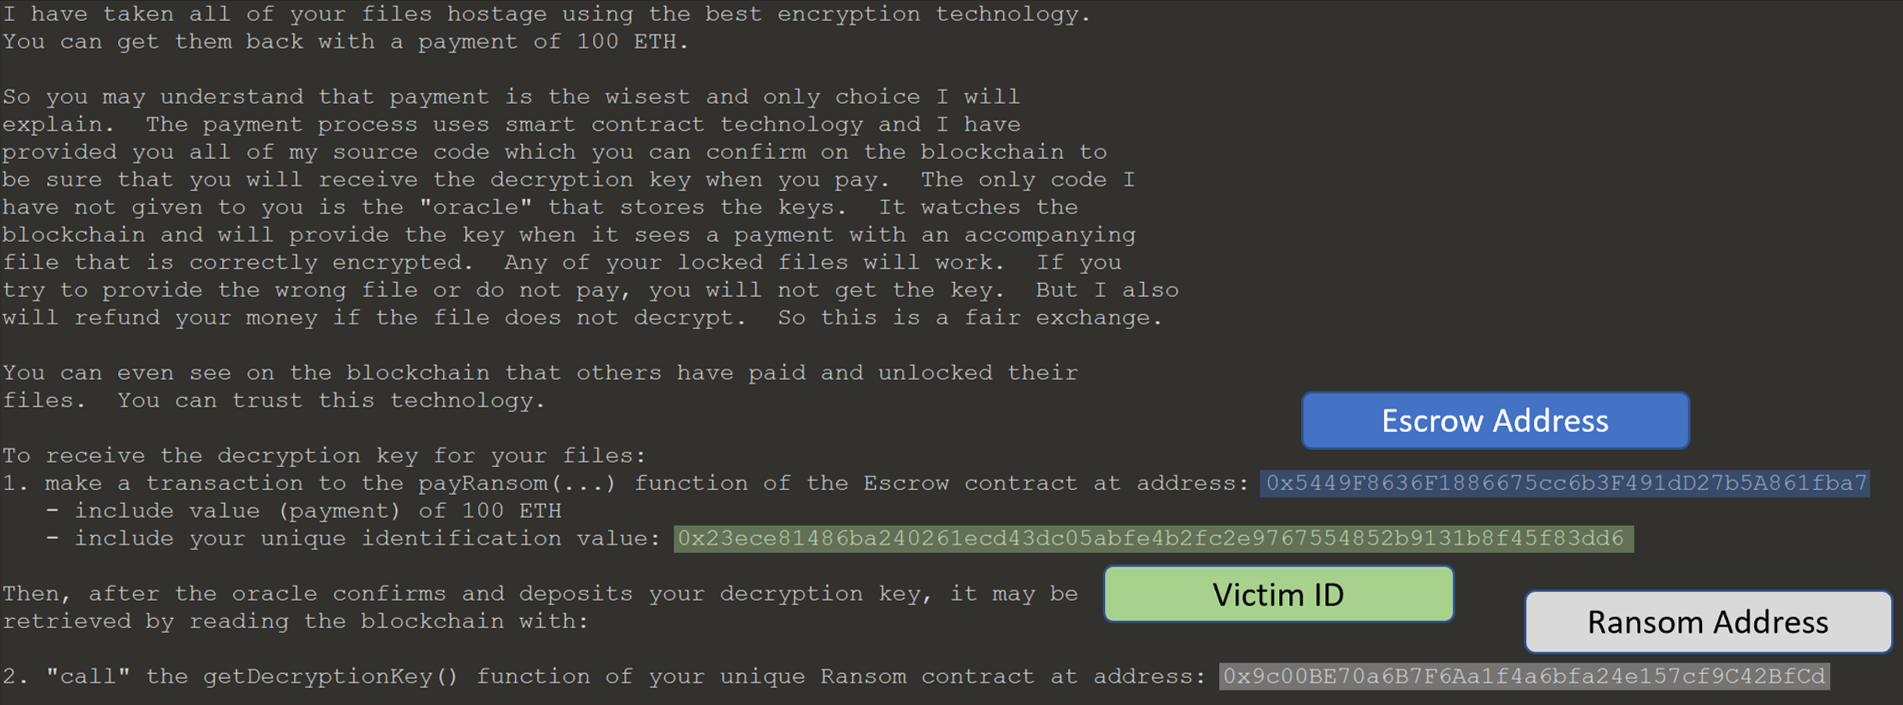 I have taken all of your files hostage using the best encryption technology.
You can get them back with a payment of 100 ETH.
So you may understand that payment is the wisest and only choice I will
explain.  The payment process uses smart contract technology and I have
provided you all of my source code which you can confirm on the blockchain to
be sure that you will receive the decryption key when you pay.  The only code I
have not given to you is the "oracle" that stores the keys.  It watches the
blockchain and will provide the key when it sees a payment with an accompanying
file that is correctly encrypted.  Any of your locked files will work.  If you
try to provide the wrong file or do not pay, you will not get the key.  But I also
will refund your money if the file does not decrypt.  So this is a fair exchange.
You can even see on the blockchain that others have paid and unlocked their
files.  You can trust this technology.
Escrow Address
To receive the decryption key for your files:
1. make a transaction to the payRansom(...) function of the Escrow contract at address: 0x5449F8636F1886675cc6b3F491dD27b5A861fba7
- include value (payment) of 100 ETH
- include your unique identification value: 0x23ece81486ba240261ecd43dc05abfe4b2fc2e9767554852b9131b8f45f83dd6
Then, after the oracle confirms and deposits your decryption key, it may be
retrieved by reading the blockchain with:
Victim ID
Ransom Address
2. "call" the getDecryptionKey() function of your unique Ransom contract at address: 0x9c00BE70a6B7F6Aa1f4a6bfa24e157cf9C42BfCd